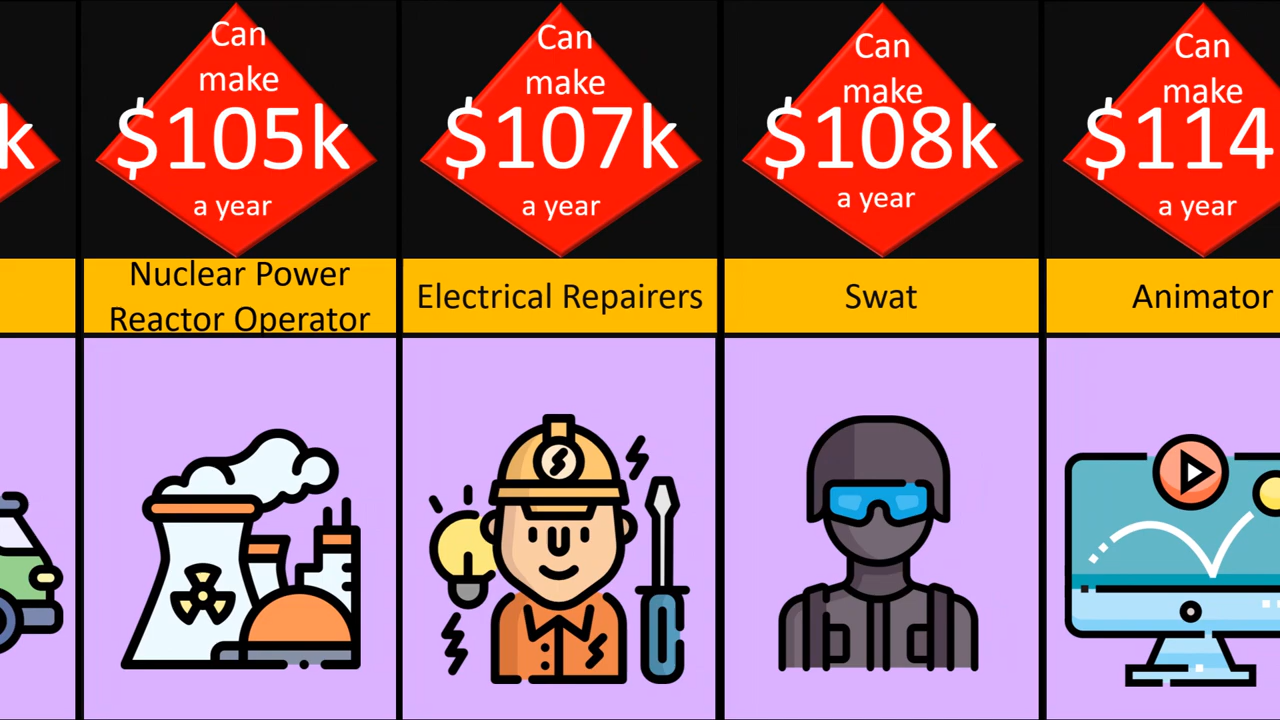 k
Can
make
$105k
a year
Nuclear Power
Reactor Operator
Can
make
$107k
a year
Electrical Repairers
Can
make
$108k
a year
Swat
Can
make
$114
a year
Animator